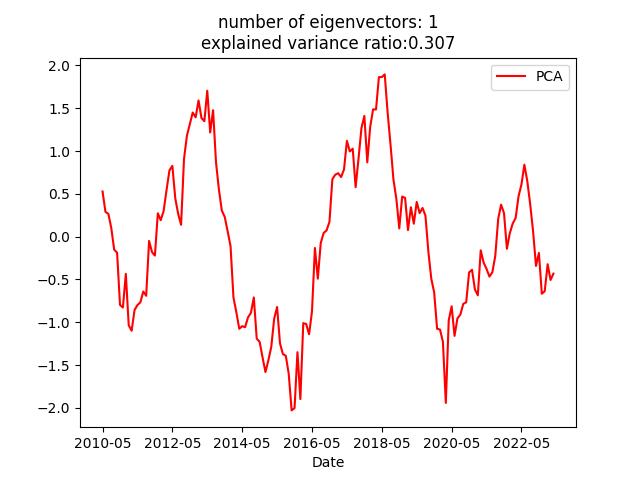 number of eigenvectors: 1
explained variance ratio:0.307
PCA
2.0
1.5
1.0
0.5
0.0
−0.5
−1.0
−1.5
−2.0
2010-05 2012-05 2014-05 2016-05 2018-05 2020-05 2022-05
Date